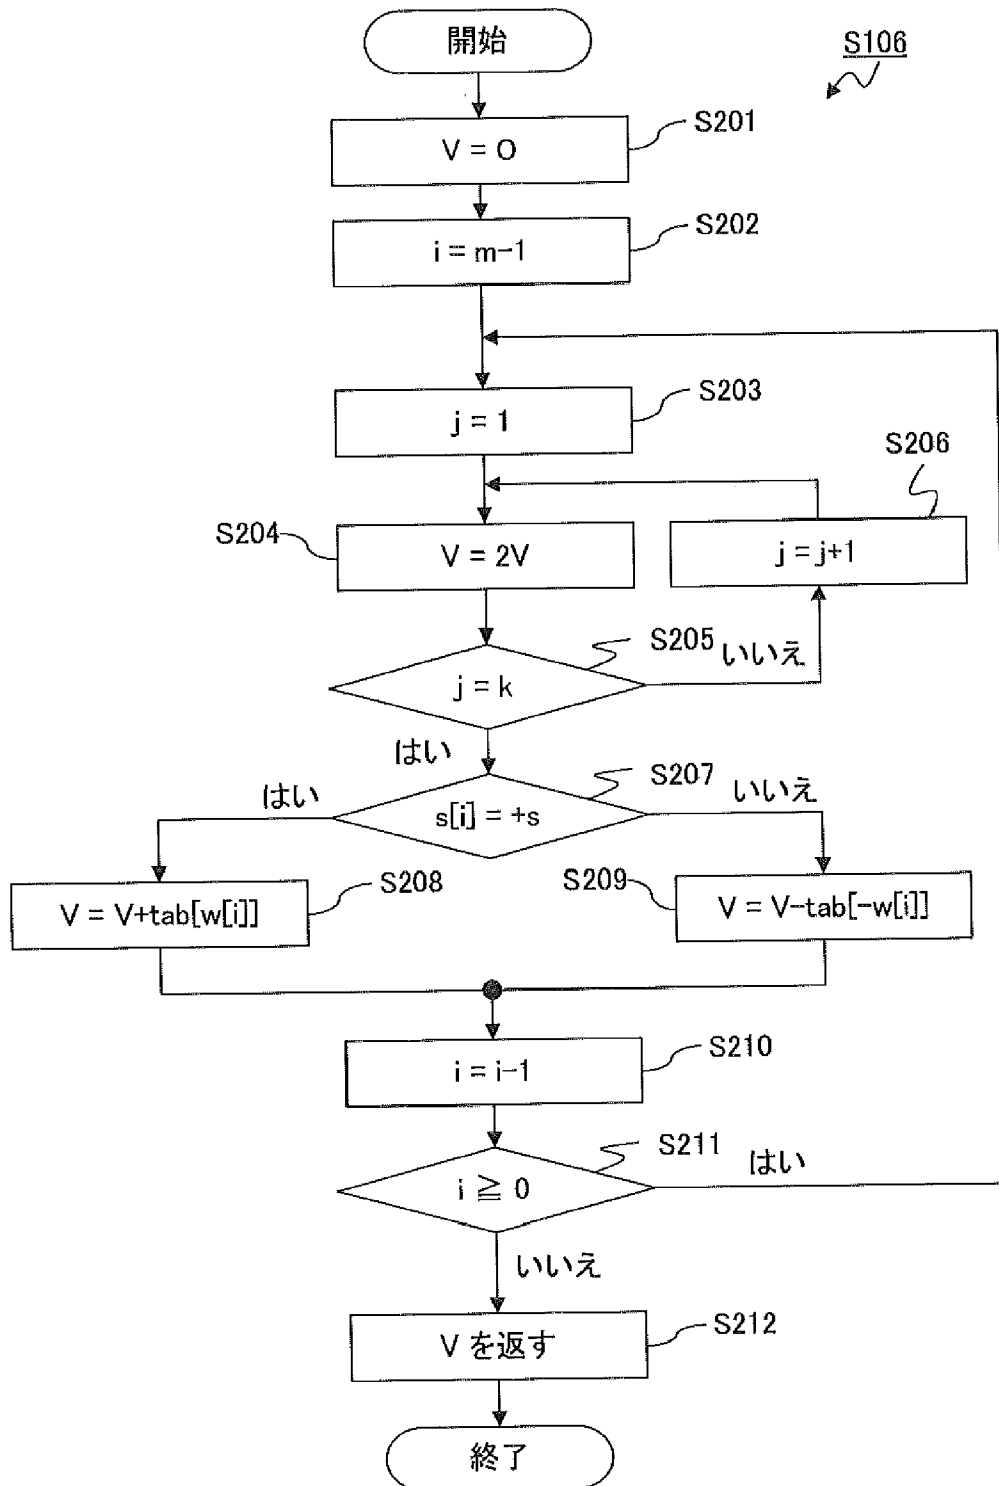 開始
S106
V = O
S201
i = m-1
S202
j = 1
S203
S206
S204
V = 2V
j = j+1
S205
いいえ
j = k
はい
S207
はい
いいえ
s[i] = +s
S208
S209
V = V+tab[w[i]]
V = V-tab[-w[i]]
i = i-1
S210
S211
はい
i ≧ 0
いいえ
V を返す
S212
終了